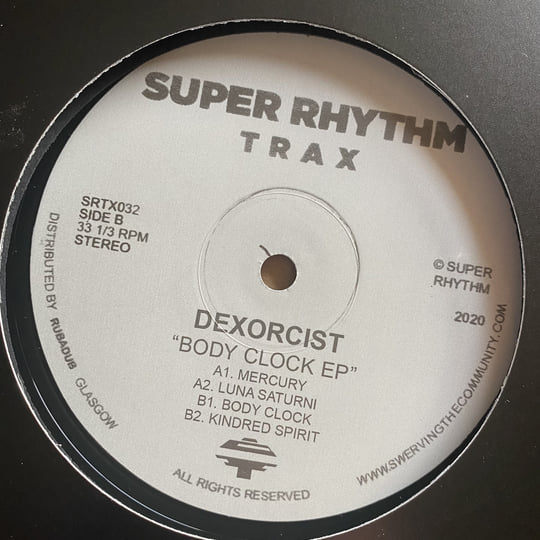 SUPER RHYTHM
TRAX
SRTX032
SIDE B
33 1/3 RPM
STEREO
© SUPER
RHYTHM
2020
DISTRIBUTED BY RUBADUB GLASGOW
DEXORCIST
“BODY CLOCK EP”
A1. MERCURY
A2. LUNA SATURNI
B1. BODY CLOCK
B2. KINDRED SPIRIT
ALL RIGHTS RESERVED
WWW.SWERVINGTHECOMMUNITY.COM